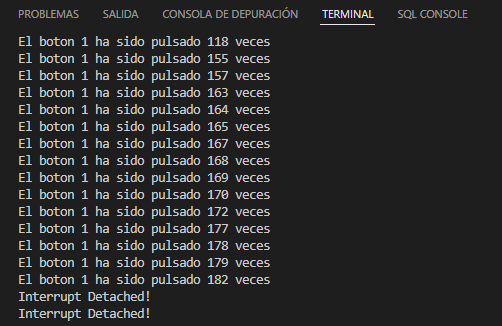 PROBLEMAS SALIDA CONSOLA DE DEPURACIÓN TERMINAL SQL CONSOLE
El boton 1 ha sido pulsado 118 veces
El boton 1 ha sido pulsado 155 veces
El boton 1 ha sido pulsado 157 veces
El boton 1 ha sido pulsado 163 veces
El boton 1 ha sido pulsado 164 veces
El boton 1 ha sido pulsado 165 veces
El boton 1 ha sido pulsado 167 veces
El boton 1 ha sido pulsado 168 veces
El boton 1 ha sido pulsado 169 veces
El boton 1 ha sido pulsado 170 veces
El boton 1 ha sido pulsado 172 veces
El boton 1 ha sido pulsado 177 veces
El boton 1 ha sido pulsado 178 veces
El boton 1 ha sido pulsado 179 veces
El boton 1 ha sido pulsado 182 veces
Interrupt Detached!
Interrupt Detached!